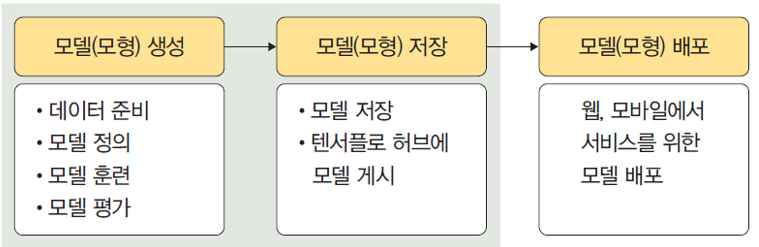 모델(모형) 생성
• 데이터 준비
• 모델 정의
• 모델 훈련
• 모델 평가
모델(모형) 저장
• 모델 저장
• 텐서플로 허브에
모델 게시
모델(모형) 배포
웹, 모바일에서
서비스를 위한
모델 배포